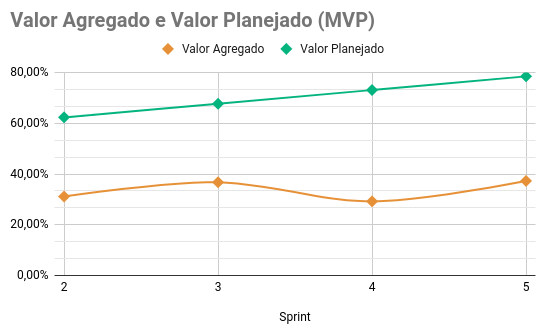 Valor Agregado e Valor Planejado (MVP)
Valor Agregado Valor Planejado
80,00%
60,00%
40,00%
20,00%
0,00%
2 3 4 5
Sprint